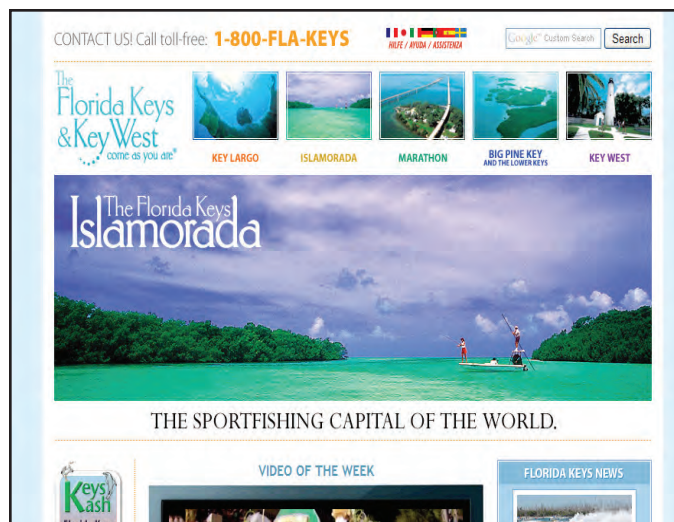 CONTACT US! Call toll-free: 1-800-FLA-KEYS
HILFE / AYUDA / ASSISTENZA
Google™ Custom Search
Search
The
Florida Keys
& Key West
come as you are®
KEY LARGO
ISLAMORADA
MARATHON
BIG PINE KEY
AND THE LOWER KEYS
KEY WEST
The Florida Keys
Islamorada
THE SPORTFISHING CAPITAL OF THE WORLD.
VIDEO OF THE WEEK
FLORIDA KEYS NEWS
Keys
Kash